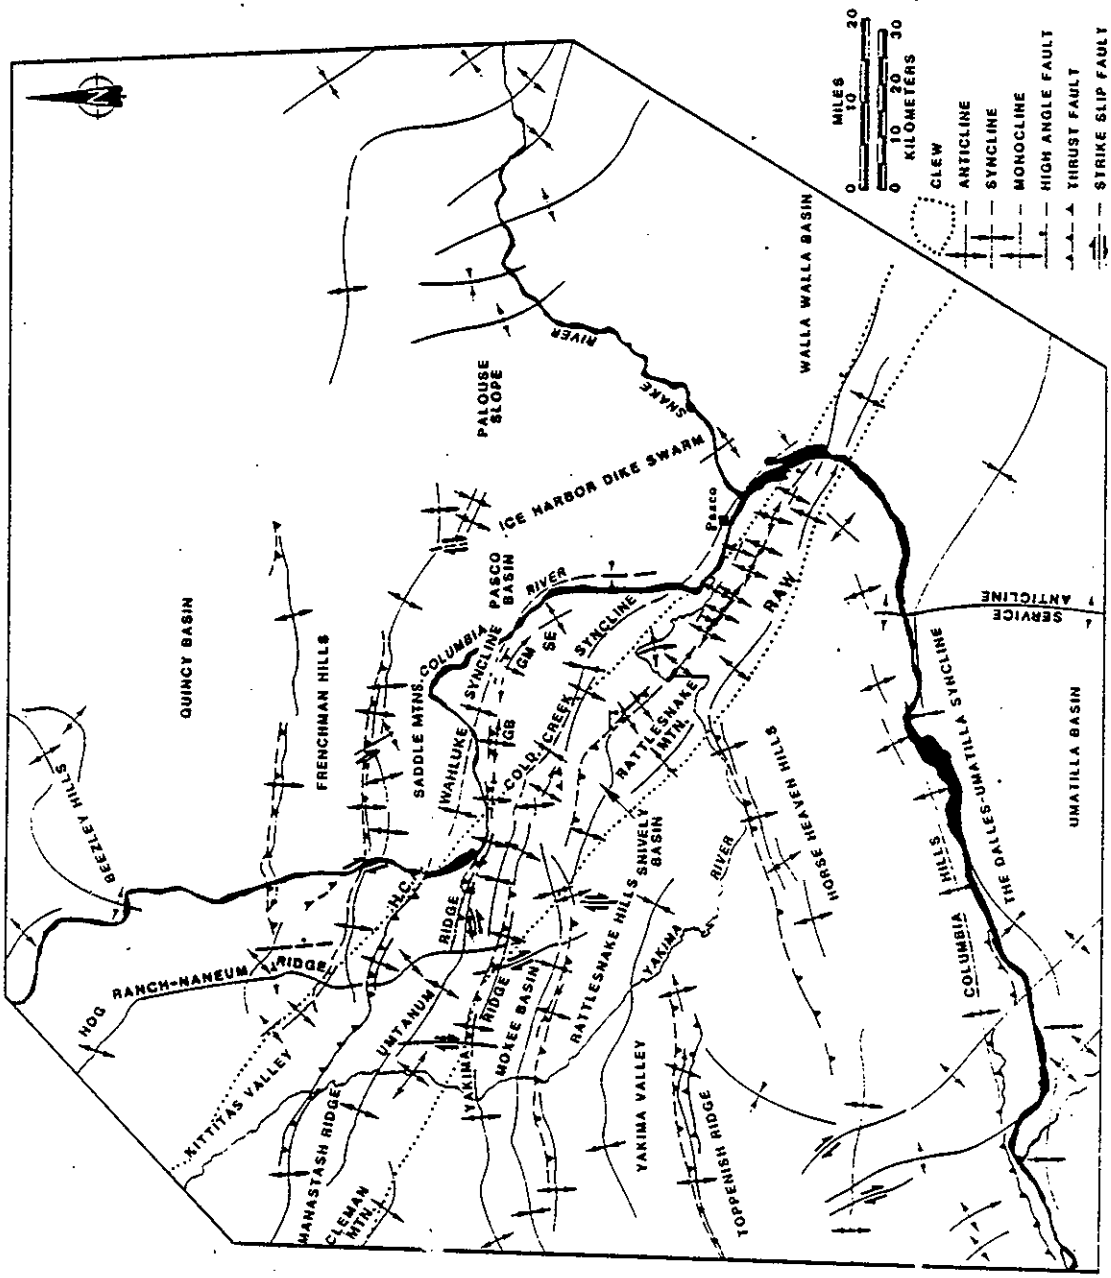 N
QUINCY BASIN
BEEZLEY HILLS
FRENCHMAN HILLS
SADDLE MTNS.
COLUMBIA
RIVER
WAHLUKE
SYNCLINE
PASCO
BASIN
PALOUSE
SLOPE
ICE HARBOR DIKE SWARM
SNAKE
RIVER
HOG
RANCH-NANEUM
RIDGE
KITTITAS VALLEY
H.C.
MANASTASH RIDGE
UMTANUM
RIDGE
GB
GM
SE
COLD CREEK
SYNCLINE
CLEMAN
MTN.
YAKIMA
RIDGE
MOXEE BASIN
RATTLESNAKE HILLS
SNIVELY
BASIN
RATTLESNAKE
MTN.
Pasco
RAW
WALLA WALLA BASIN
YAKIMA
RIVER
YAKIMA VALLEY
TOPPENISH RIDGE
HORSE HEAVEN HILLS
COLUMBIA
HILLS
THE DALLES-UMATILLA SYNCLINE
SERVICE
ANTICLINE
UMATILLA BASIN
MILES
0 10 20
0 10 20 30
KILOMETERS
CLEW
ANTICLINE
SYNCLINE
MONOCLINE
HIGH ANGLE FAULT
THRUST FAULT
STRIKE SLIP FAULT